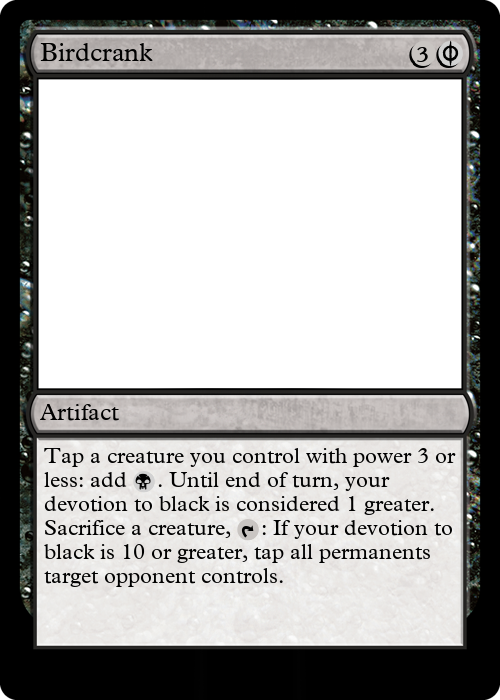 Birdcrank 3
Artifact
Tap a creature you control with power 3 or
less: add . Until end of turn, your
devotion to black is considered 1 greater.
Sacrifice a creature, : If your devotion to
black is 10 or greater, tap all permanents
target opponent controls.